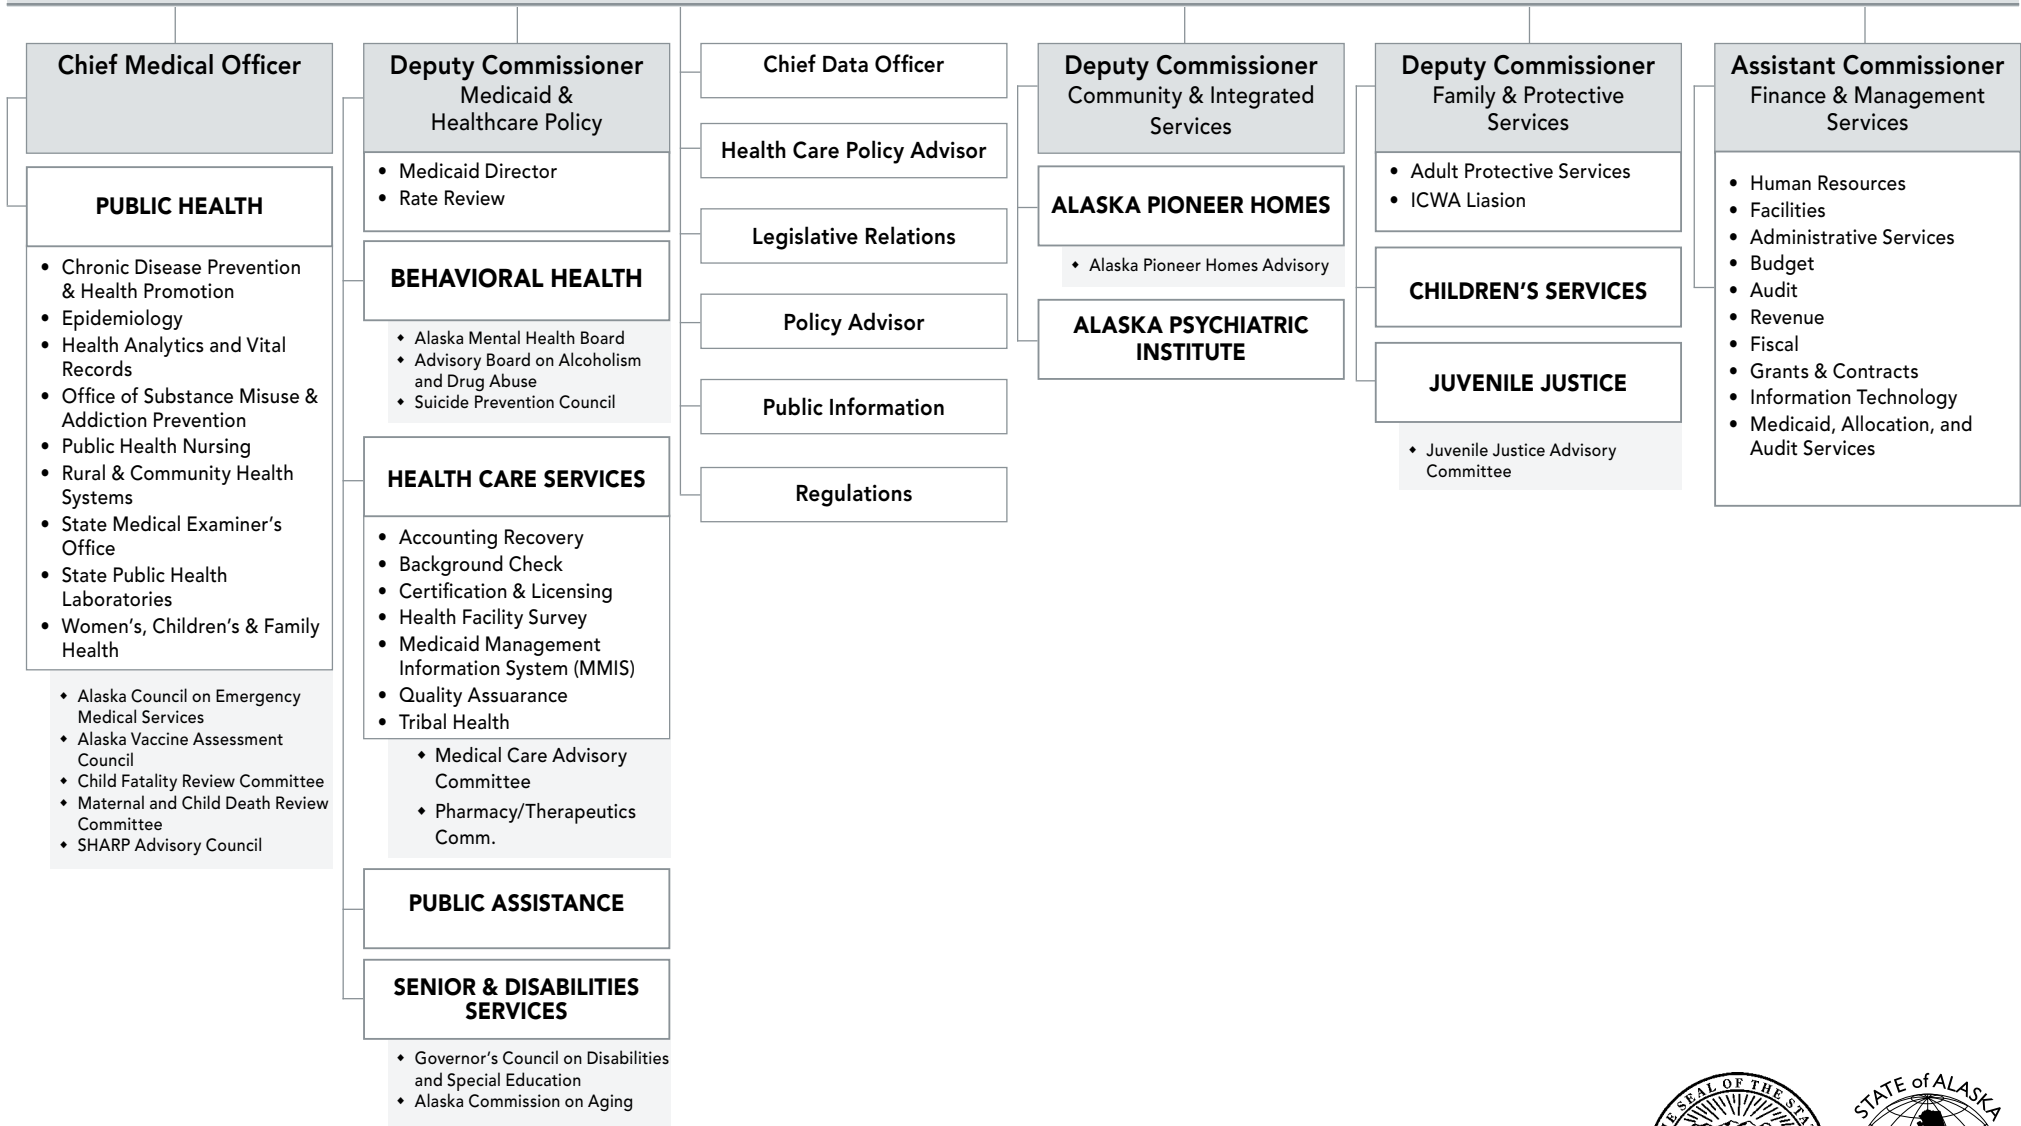 Chief Medical Officer
PUBLIC HEALTH
• Chronic Disease Prevention
& Health Promotion
• Epidemiology
• Health Analytics and Vital
Records
• Office of Substance Misuse &
Addiction Prevention
• Public Health Nursing
• Rural & Community Health
Systems
• State Medical Examiner's
Office
• State Public Health
Laboratories
• Women's, Children's & Family
Health
◆ Alaska Council on Emergency
Medical Services
◆ Alaska Vaccine Assessment
Council
◆ Child Fatality Review Committee
◆ Maternal and Child Death Review
Committee
◆ SHARP Advisory Council
Deputy Commissioner
Medicaid &
Healthcare Policy
• Medicaid Director
• Rate Review
BEHAVIORAL HEALTH
◆ Alaska Mental Health Board
◆ Advisory Board on Alcoholism
and Drug Abuse
◆ Suicide Prevention Council
HEALTH CARE SERVICES
• Accounting Recovery
• Background Check
• Certification & Licensing
• Health Facility Survey
• Medicaid Management
Information System (MMIS)
• Quality Assuarance
• Tribal Health
◆ Medical Care Advisory
Committee
◆ Pharmacy/Therapeutics
Comm.
PUBLIC ASSISTANCE
SENIOR & DISABILITIES
SERVICES
◆ Governor's Council on Disabilities
and Special Education
◆ Alaska Commission on Aging
Chief Data Officer
Health Care Policy Advisor
Legislative Relations
Policy Advisor
Public Information
Regulations
Deputy Commissioner
Community & Integrated
Services
ALASKA PIONEER HOMES
◆ Alaska Pioneer Homes Advisory
ALASKA PSYCHIATRIC
INSTITUTE
Deputy Commissioner
Family & Protective
Services
• Adult Protective Services
• ICWA Liasion
CHILDREN'S SERVICES
JUVENILE JUSTICE
◆ Juvenile Justice Advisory
Committee
Assistant Commissioner
Finance & Management
Services
• Human Resources
• Facilities
• Administrative Services
• Budget
• Audit
• Revenue
• Fiscal
• Grants & Contracts
• Information Technology
• Medicaid, Allocation, and
Audit Services
SEAL OF THE
STATE of ALASKA